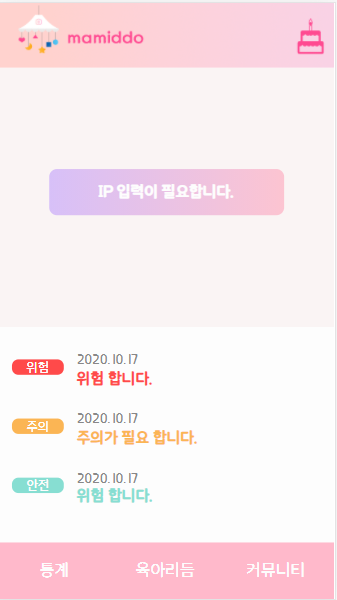 mamiddo
IP 입력이 필요합니다.
위험
2020.10.17
위험 합니다.
주의
2020.10.17
주의가 필요 합니다.
안전
2020.10.17
위험 합니다.
통계
육아리듬
커뮤니티